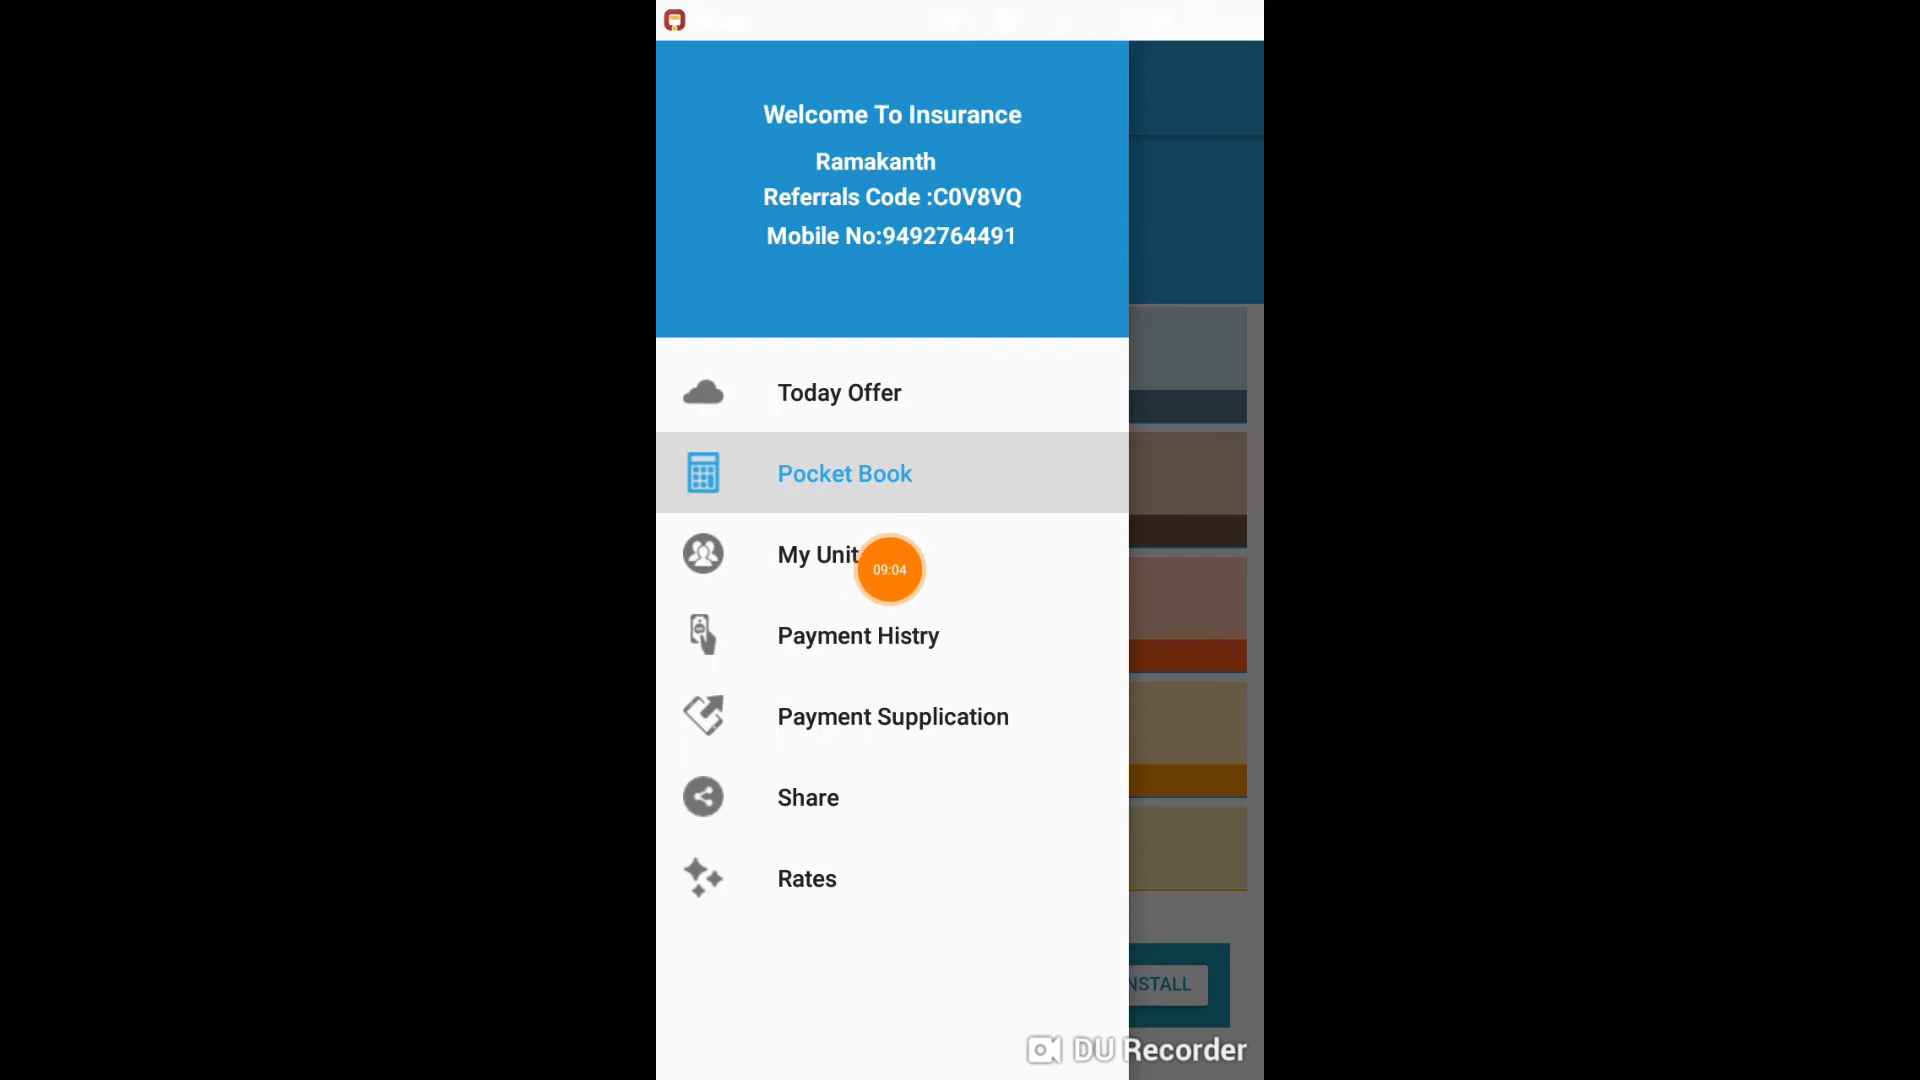 Welcome To Insurance
Ramakanth
Referrals Code :C0V8VQ
Mobile No:9492764491
Today Offer
Pocket Book
My Unit
09:04
Payment Histry
Payment Supplication
Share
Rates
NSTALL
DU Recorder